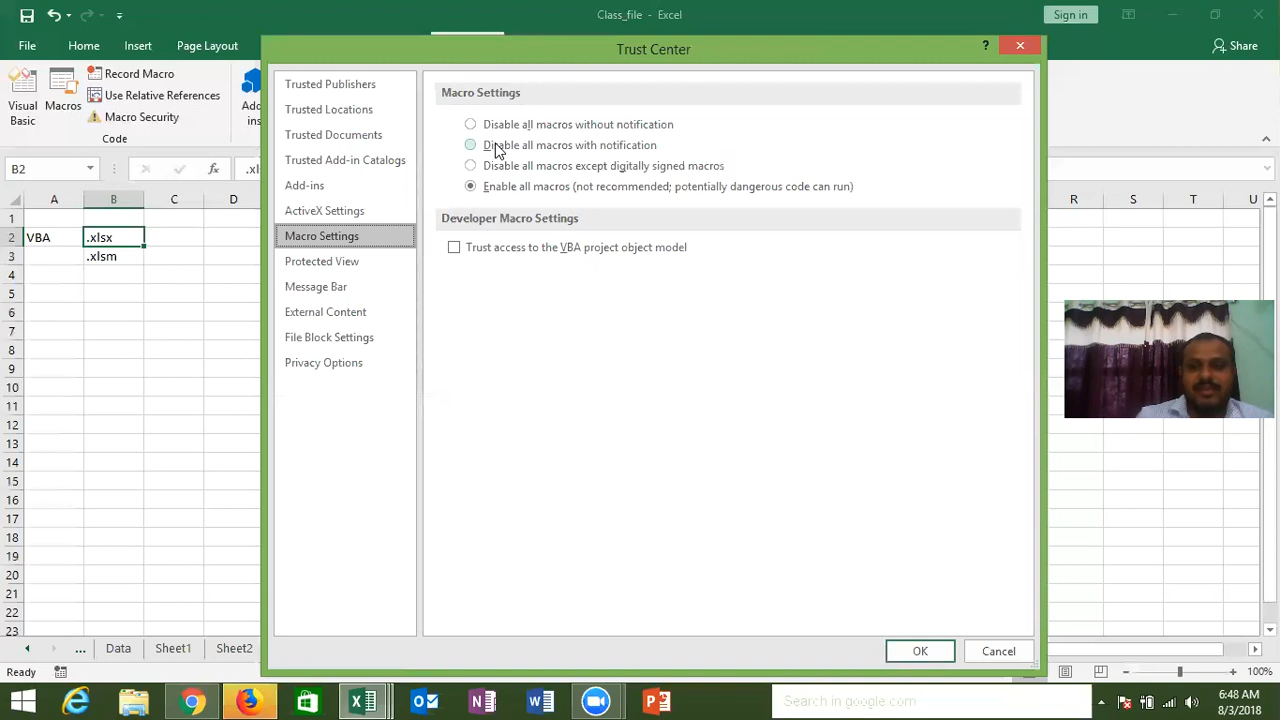 Class_file - Excel
Sign in
File
Home
Insert
Page Layout
Share
Visual Basic
Macros
Record Macro
Use Relative References
Macro Security
Add-ins
Trust Center
?
Trusted Publishers
Trusted Locations
Trusted Documents
Trusted Add-in Catalogs
Add-ins
ActiveX Settings
Macro Settings
Protected View
Message Bar
External Content
File Block Settings
Privacy Options
Macro Settings
Disable all macros without notification
Disable all macros with notification
Disable all macros except digitally signed macros
Enable all macros (not recommended; potentially dangerous code can run)
Developer Macro Settings
Trust access to the VBA project object model
OK
Cancel
B2
fx
A B C D R S T U
1
2 VBA .xlsx
3 .xlsm
4
5
6
7
8
9
10
11
12
13
14
15
16
17
18
19
20
21
22
23
... Data Sheet1 Sheet2
Ready
100%
Search in google.com
6:48 AM
8/3/2018